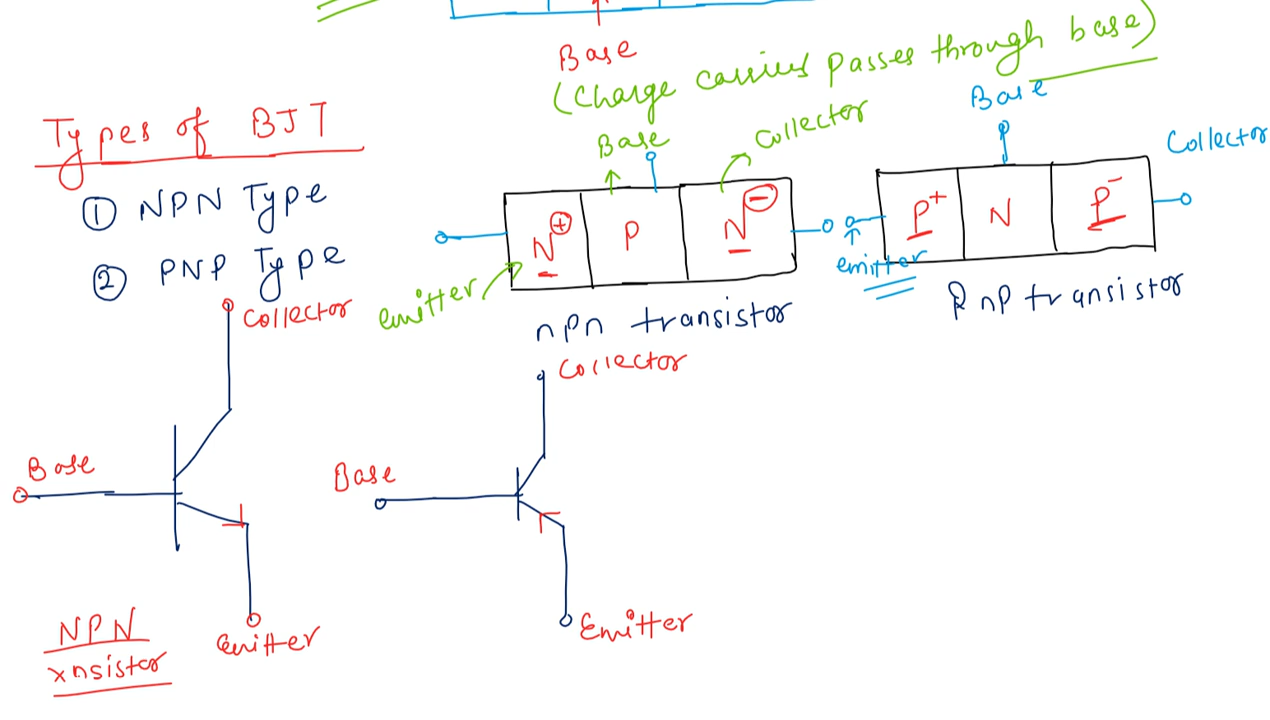 Base
(Charge carries passes through base)
Types of BJT
① NPN Type
② PNP Type
Base
Collector
N⊕ P N⊖
emitter
npn transistor
Base
Collector
P+ N P-
emitter
pnp transistor
Collector
Base
Emitter
NPN
xnsistor
Collector
Base
Emitter